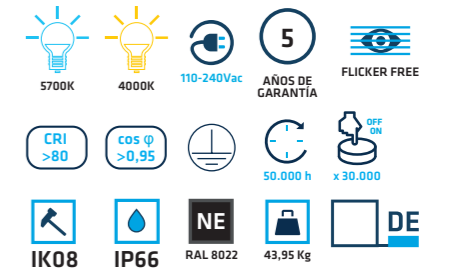 5700K
4000K
110-240Vac
5
AÑOS DE
GARANTÍA
FLICKER FREE
CRI
>80
cos φ
>0,95
50.000 h
OFF
ON
x 30.000
IK08
IP66
NE
RAL 8022
43,95 Kg
DE